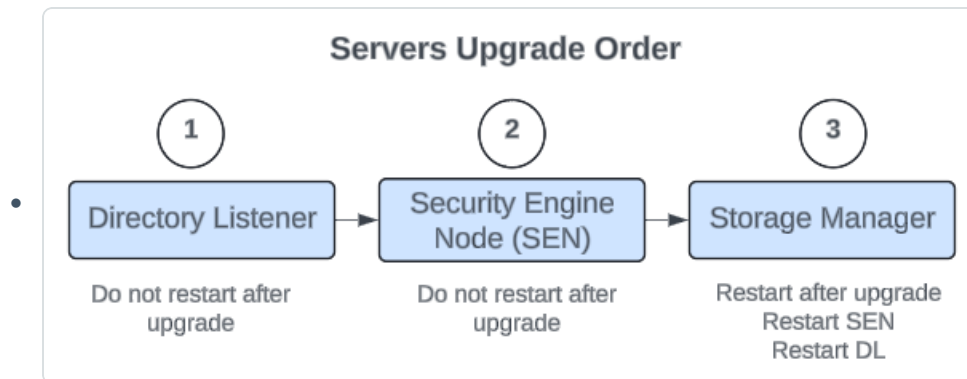 Servers Upgrade Order
1
2
3
Directory Listener
Security Engine
Node (SEN)
Storage Manager
Do not restart after
upgrade
Do not restart after
upgrade
Restart after upgrade
Restart SEN
Restart DL